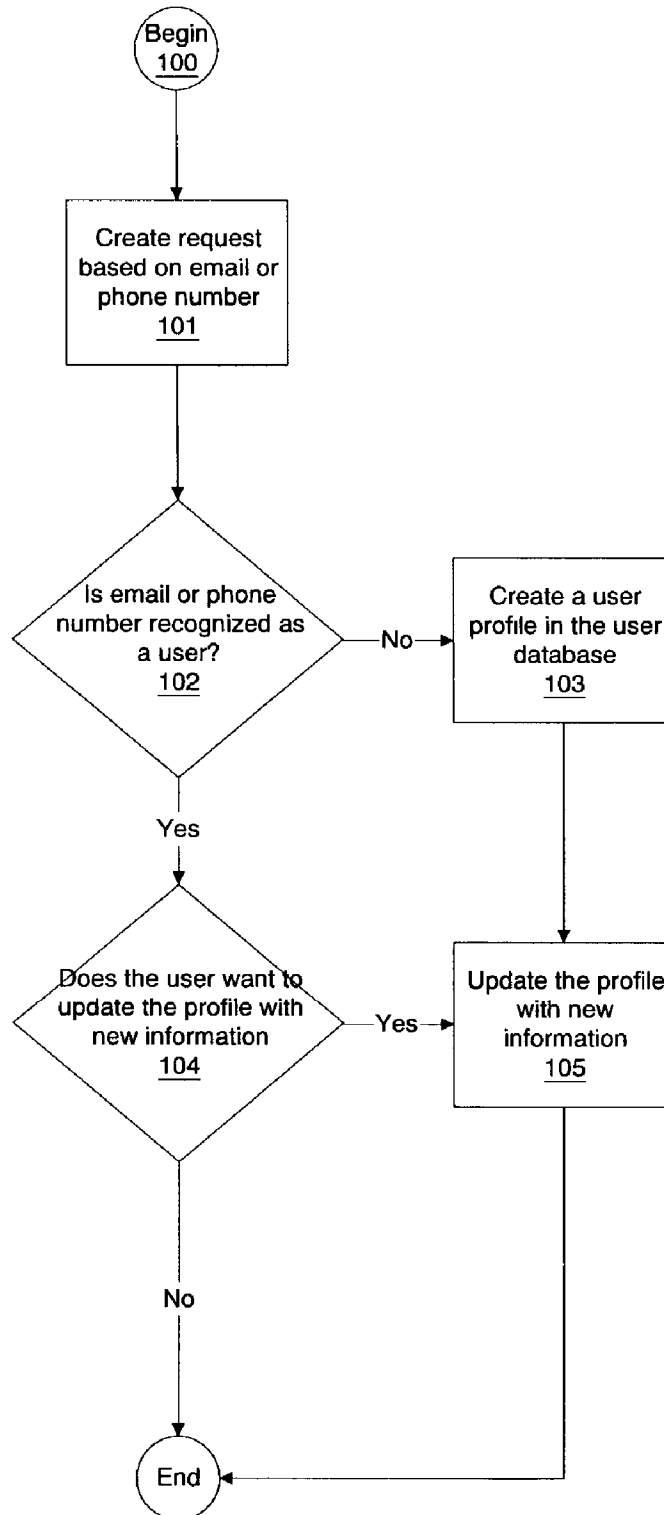 Begin
100
Create request
based on email or
phone number
101
Is email or phone
number recognized as
a user?
102
No
Create a user
profile in the user
database
103
Yes
Does the user want to
update the profile with
new information
104
Yes
Update the profile
with new
information
105
No
End